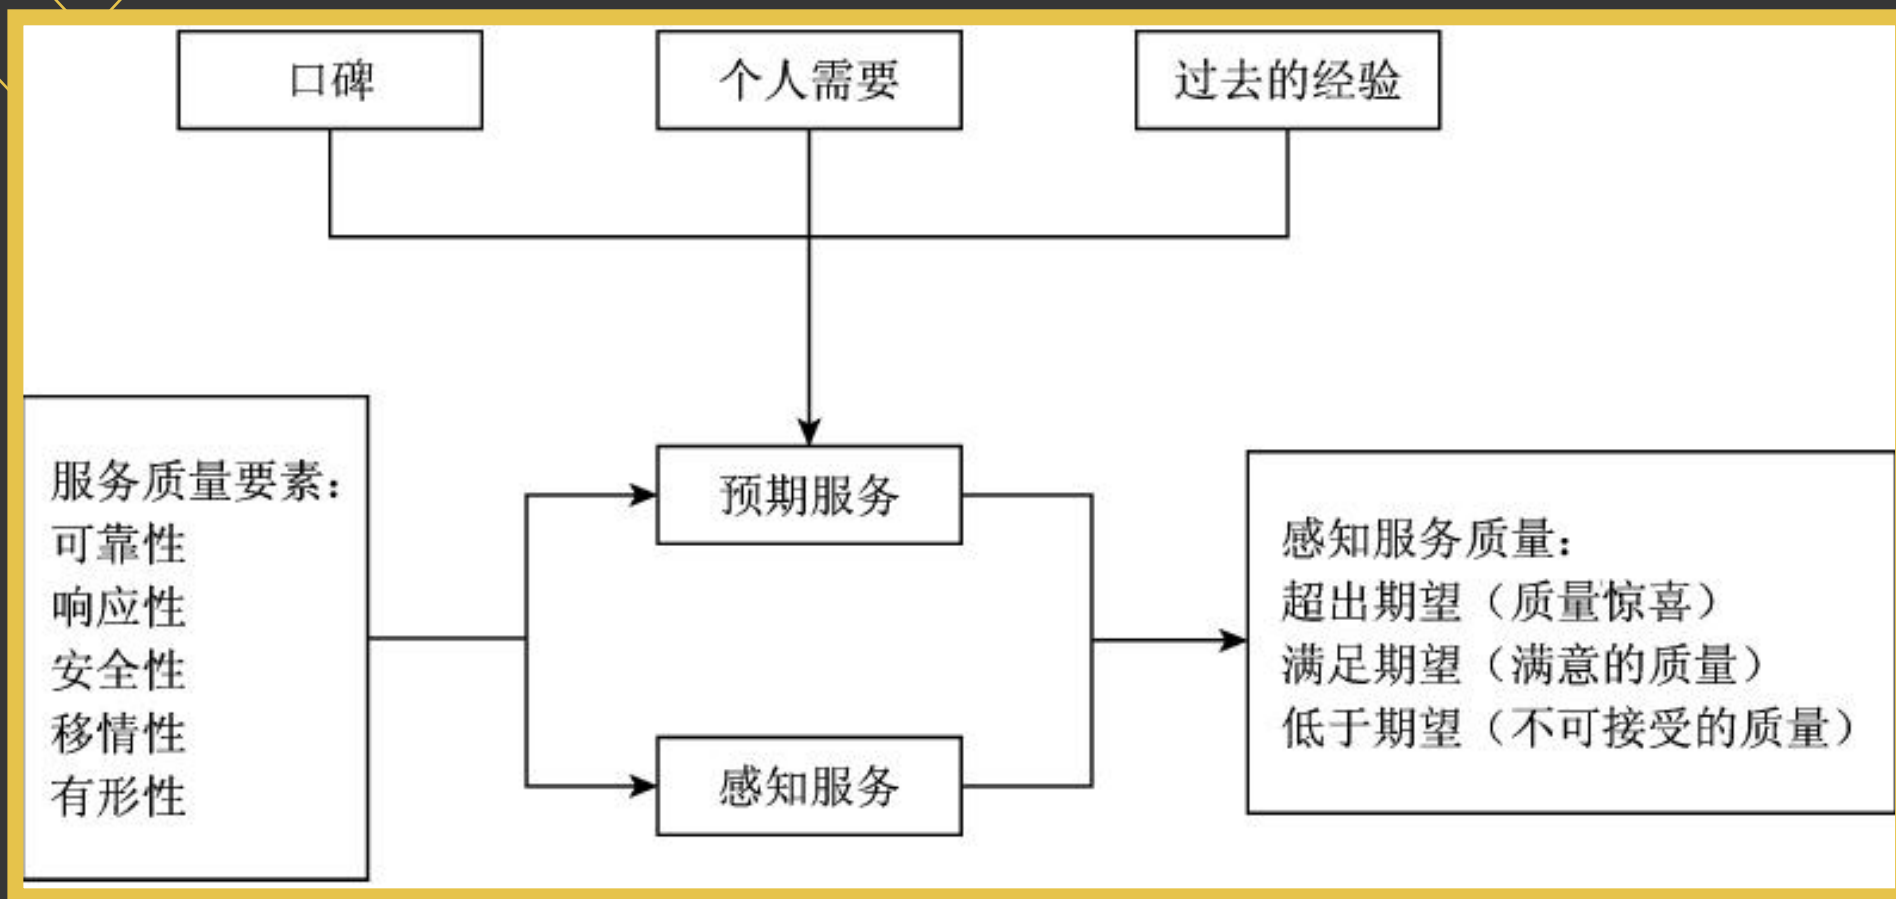 口碑
个人需要
过去的经验
服务质量要素：
可靠性
响应性
安全性
移情性
有形性
预期服务
感知服务
感知服务质量：
超出期望（质量惊喜）
满足期望（满意的质量）
低于期望（不可接受的质量）